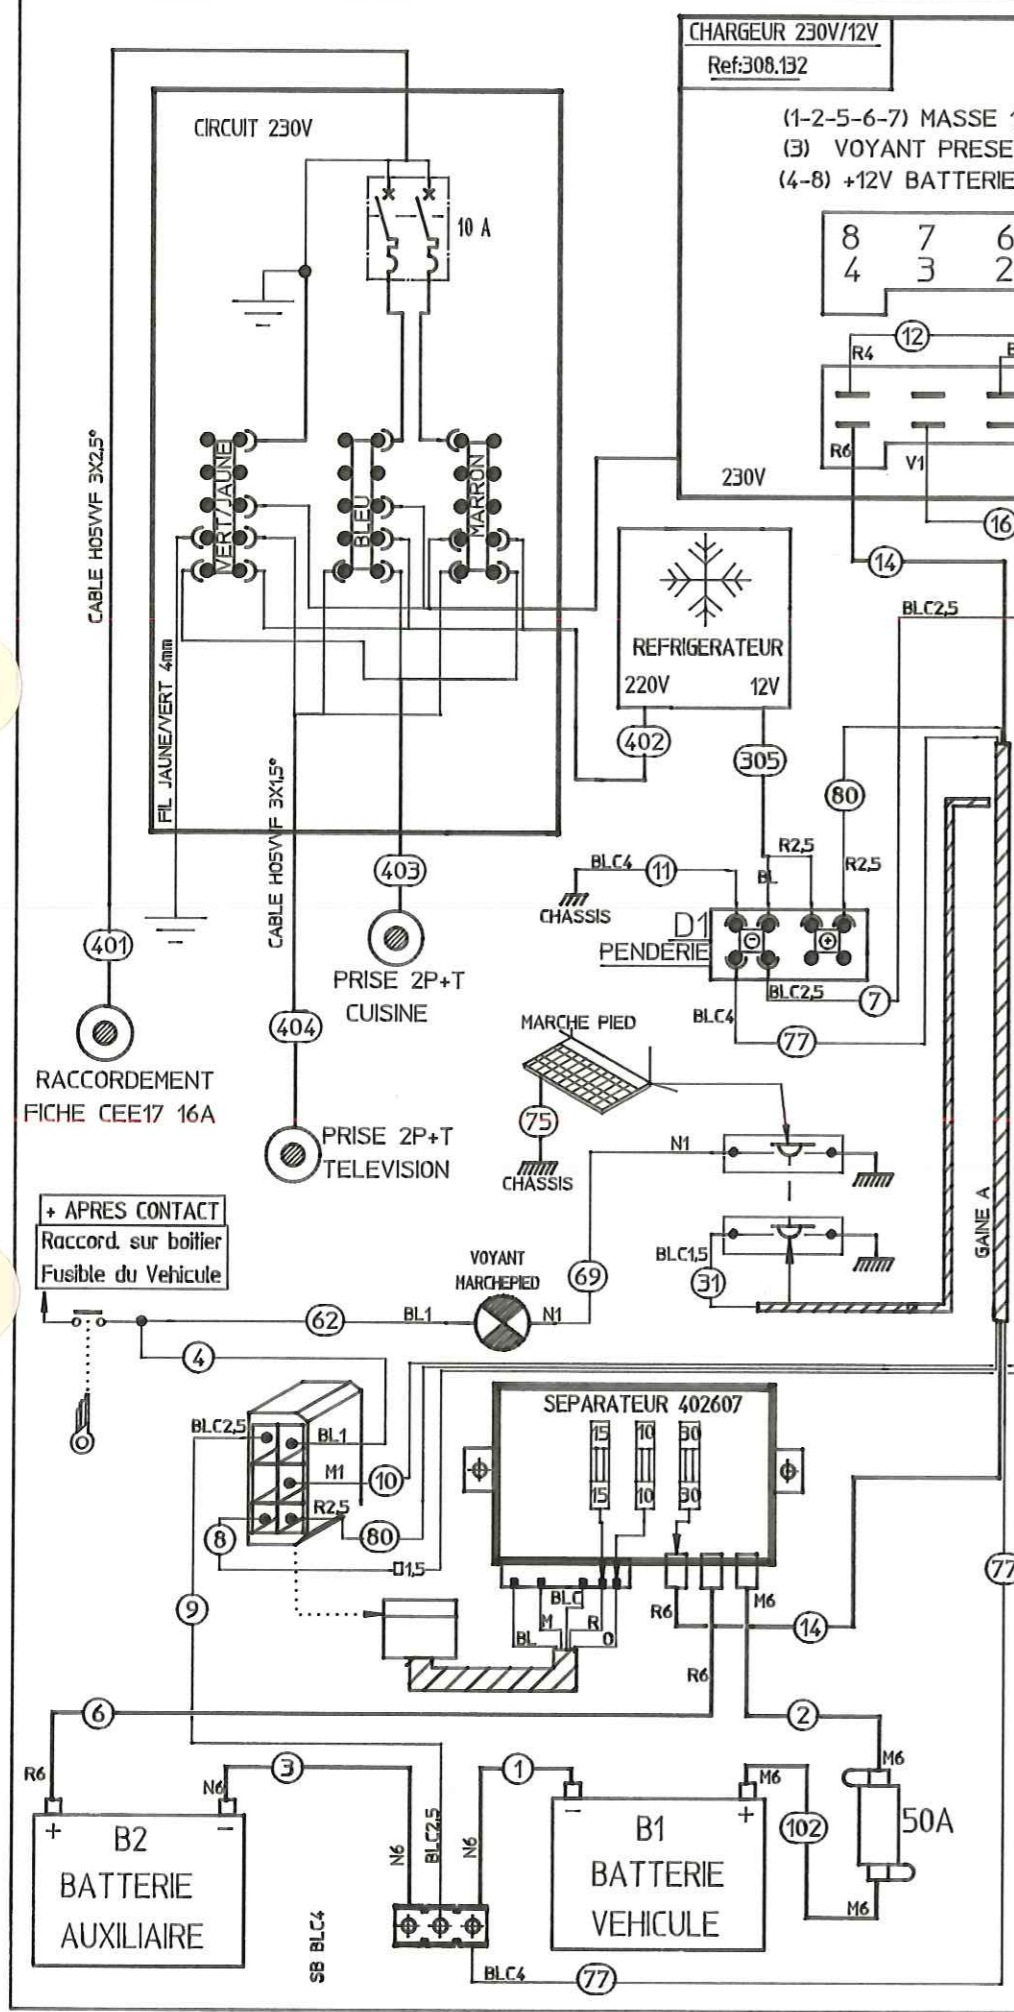 CHARGEUR 230V/12V
Ref:308.132
(1-2-5-6-7) MASSE
(3) VOYANT PRESE
(4-8) +12V BATTERIE
8 7 6
4 3 2
12
R4
R6
V1
230V
16
14
CIRCUIT 230V
10 A
CABLE H05VVF 3X2,5°
VERT/JAUNE
BLEU
MARRON
FIL JAUNE/VERT 4mm
CABLE H05VVF 3X1,5°
REFRIGERATEUR
220V 12V
402
305
BLC2,5
80
R2,5
R2,5
BLC4
11
BL
CHASSIS
D1
PENDERIE
BLC2,5
7
BLC4
77
403
PRISE 2P+T
CUISINE
401
RACCORDEMENT
FICHE CEE17 16A
404
PRISE 2P+T
TELEVISION
MARCHE PIED
75
CHASSIS
N1
GAINE A
BLC1,5
31
69
+ APRES CONTACT
Raccord. sur boitier
Fusible du Vehicule
VOYANT
MARCHEPIED
62
BL1
N1
4
BLC2,5
BL1
M1
10
R2,5
80
8
1,5
9
SEPARATEUR 402607
15 10 30
15 10 30
BLC
M
R
BL
O
R6
M6
14
R6
77
6
2
R6
N6
3
1
M6
M6
+ -
B2
BATTERIE
AUXILIAIRE
N6
BLC2,5
N6
- +
B1
BATTERIE
VEHICULE
102
50A
M6
SB BLC4
BLC4
77